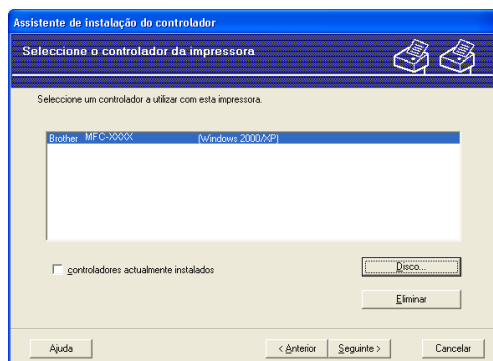 Assistente de instalação do controlador
Seleccione o controlador da impressora
Seleccione um controlador a utilizar com esta impressora.
Brother MFC-XXXX (Windows 2000/XP)
controladores actualmente instalados
Disco...
Eliminar
Ajuda < Anterior Seguinte > Cancelar